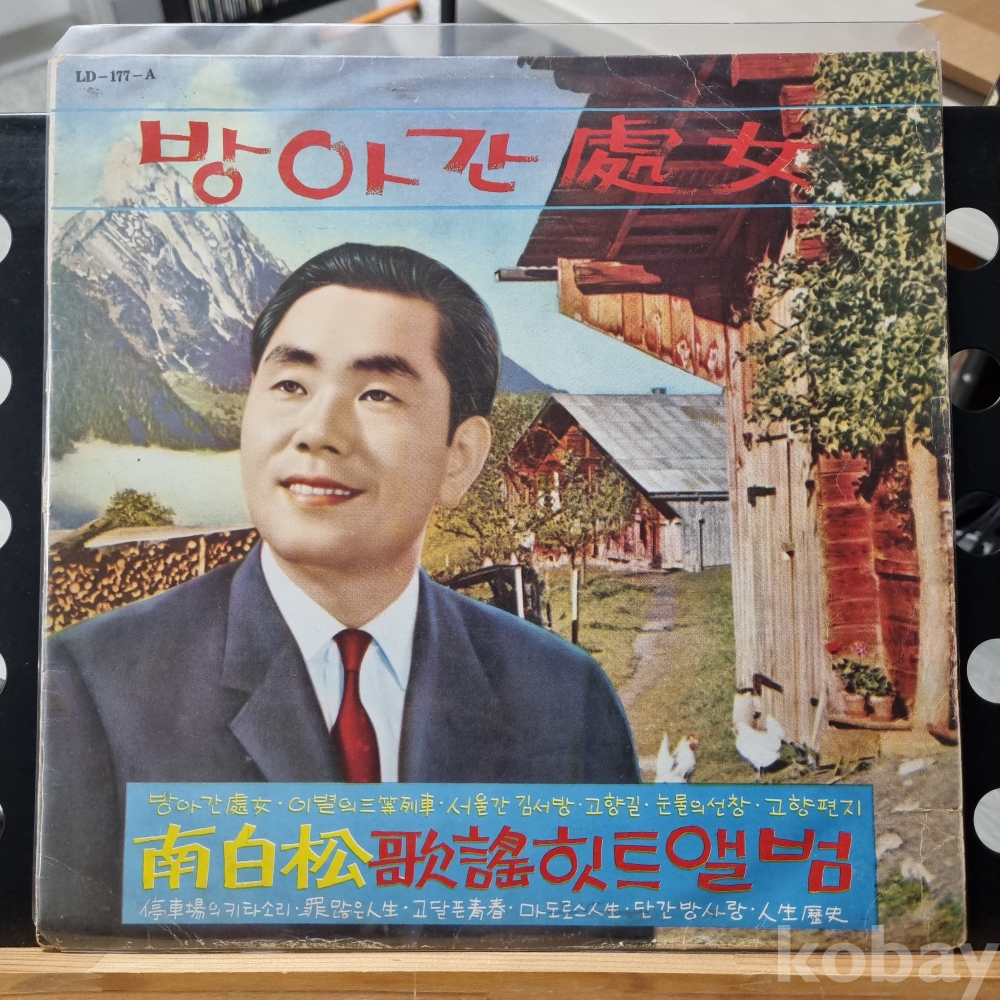 LD-177-A
방아간 處女
방아간 處女·이별의 三等列車·서울간 김서방·고향길·눈물의 선창·고향편지
南白松歌謠힛트앨범
停車場의 키타소리·罪많은 人生·고달픈 青春·마도로스人生·단간방 사랑·人生歷史
kobay